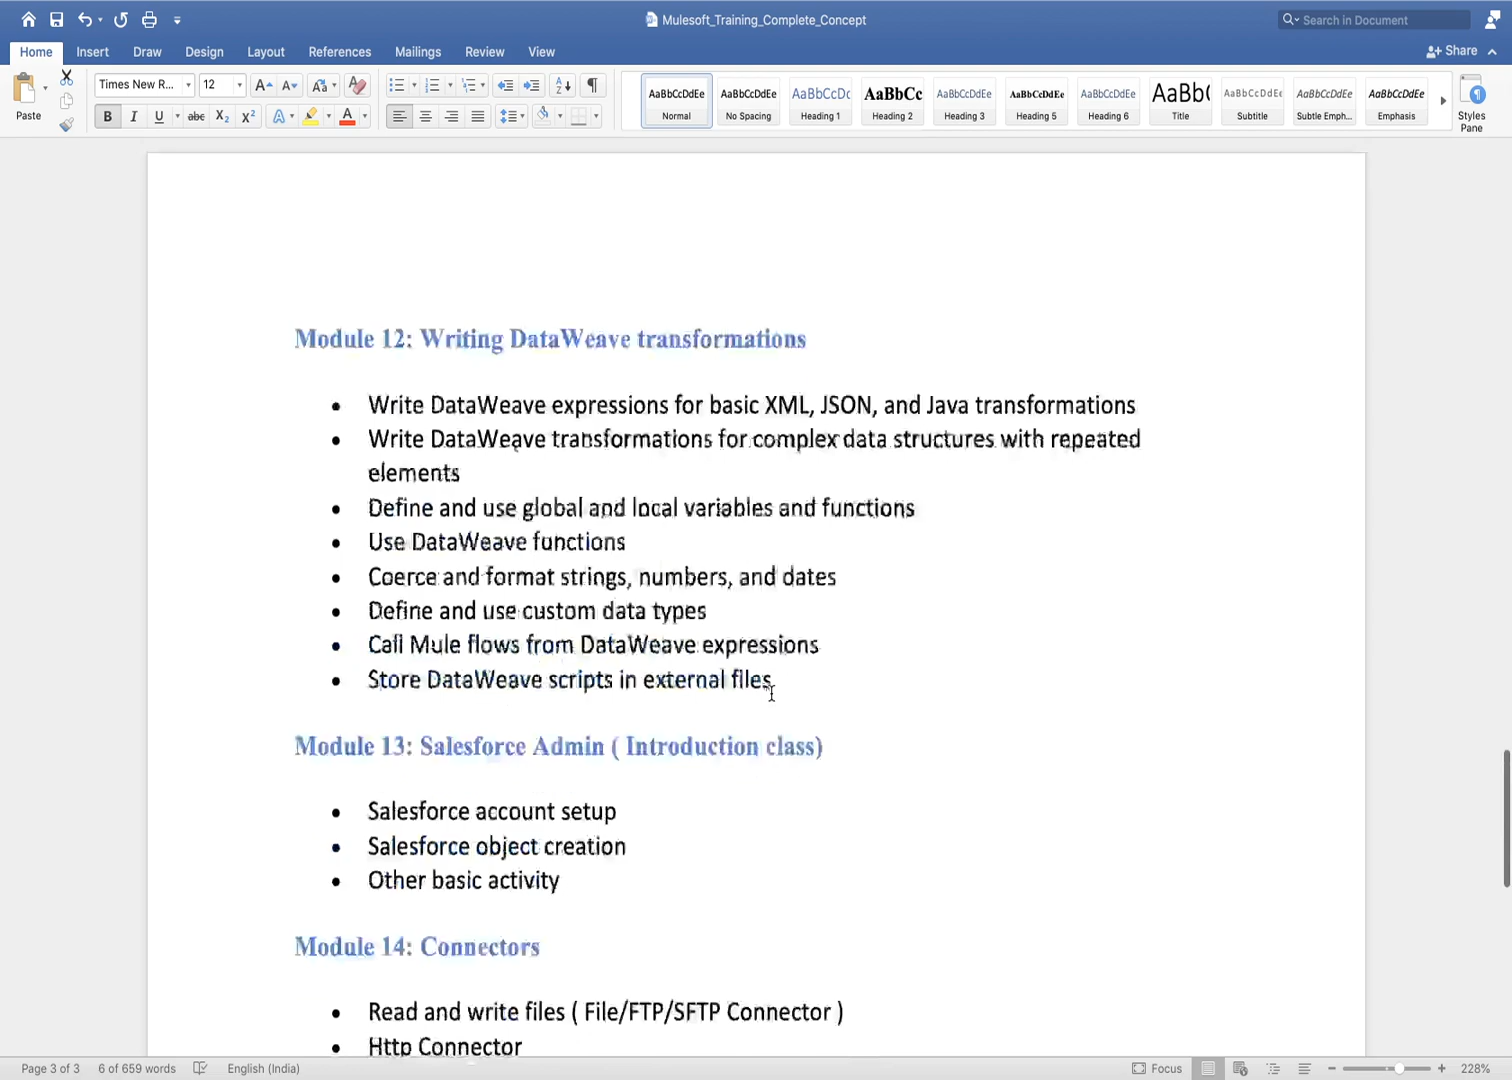 Mulesoft_Training_Complete_Concept
Search in Document
Home Insert Draw Design Layout References Mailings Review View
Share
Paste
Times New R... 12
B I U abc X₂ X²
AaBbCcDdEe AaBbCcDdEe AaBbCcDc AaBbCc AaBbCcDdEe AaBbCcDdEe AaBbCcDdEe AaBb( AaBbCcDdEe AaBbCcDdEe AaBbCcDdEe
Normal No Spacing Heading 1 Heading 2 Heading 3 Heading 5 Heading 6 Title Subtitle Subtle Emph... Emphasis
Styles
Pane
Module 12: Writing DataWeave transformations
• Write DataWeave expressions for basic XML, JSON, and Java transformations
• Write DataWeave transformations for complex data structures with repeated
elements
• Define and use global and local variables and functions
• Use DataWeave functions
• Coerce and format strings, numbers, and dates
• Define and use custom data types
• Call Mule flows from DataWeave expressions
• Store DataWeave scripts in external files
Module 13: Salesforce Admin ( Introduction class)
• Salesforce account setup
• Salesforce object creation
• Other basic activity
Module 14: Connectors
• Read and write files ( File/FTP/SFTP Connector )
• Http Connector
Page 3 of 3 6 of 659 words English (India) Focus 228%